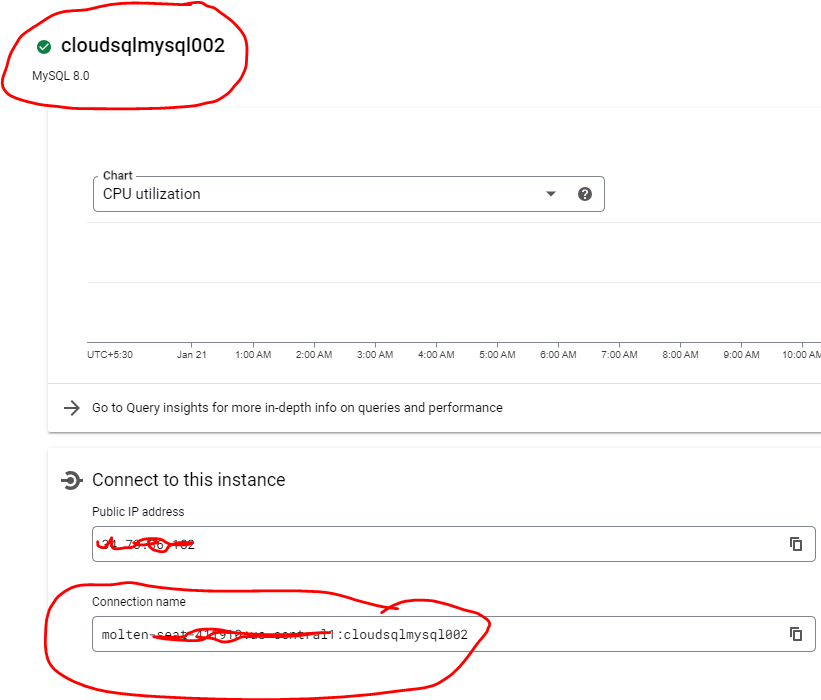 cloudsqlmysql002
MySQL 8.0
Chart
CPU utilization
UTC+5:30 Jan 21 1:00 AM 2:00 AM 3:00 AM 4:00 AM 5:00 AM 6:00 AM 7:00 AM 8:00 AM 9:00 AM 10:00 AM
Go to Query insights for more in-depth info on queries and performance
Connect to this instance
Public IP address
Connection name
molten- :cloudsqlmysql002